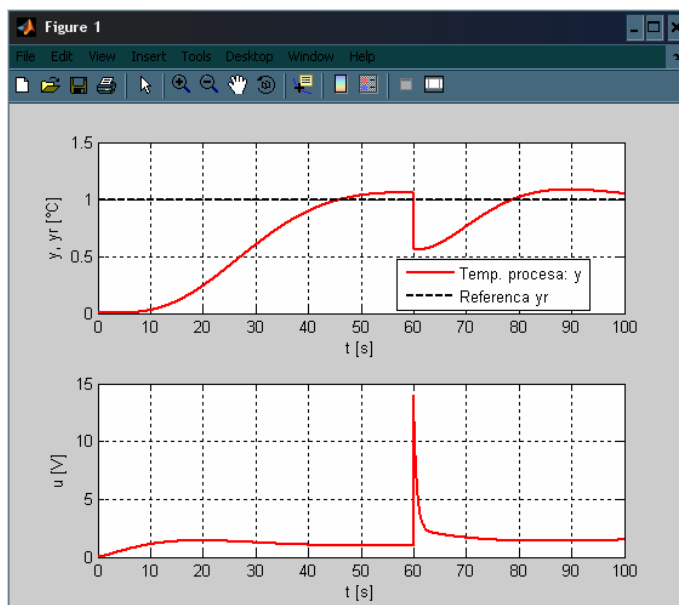 Figure 1
File Edit View Insert Tools Desktop Window Help
1.5
1
0.5
0
y, yr [°C]
Temp. procesa: y
Referenca yr
0 10 20 30 40 50 60 70 80 90 100
t [s]
15
10
5
0
u [V]
0 10 20 30 40 50 60 70 80 90 100
t [s]